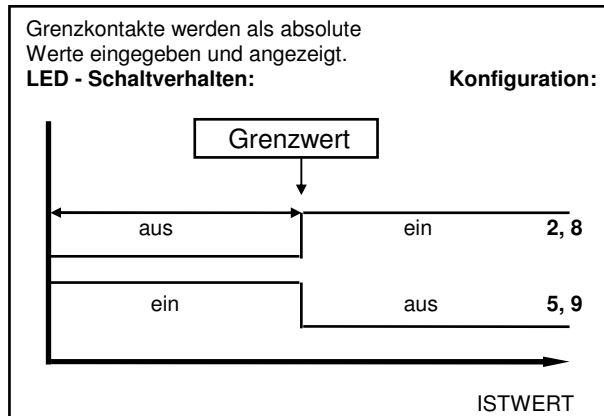 Grenzkontakte werden als absolute
Werte eingegeben und angezeigt.
LED - Schaltverhalten: Konfiguration:
Grenzwert
aus ein 2, 8
ein aus 5, 9
ISTWERT